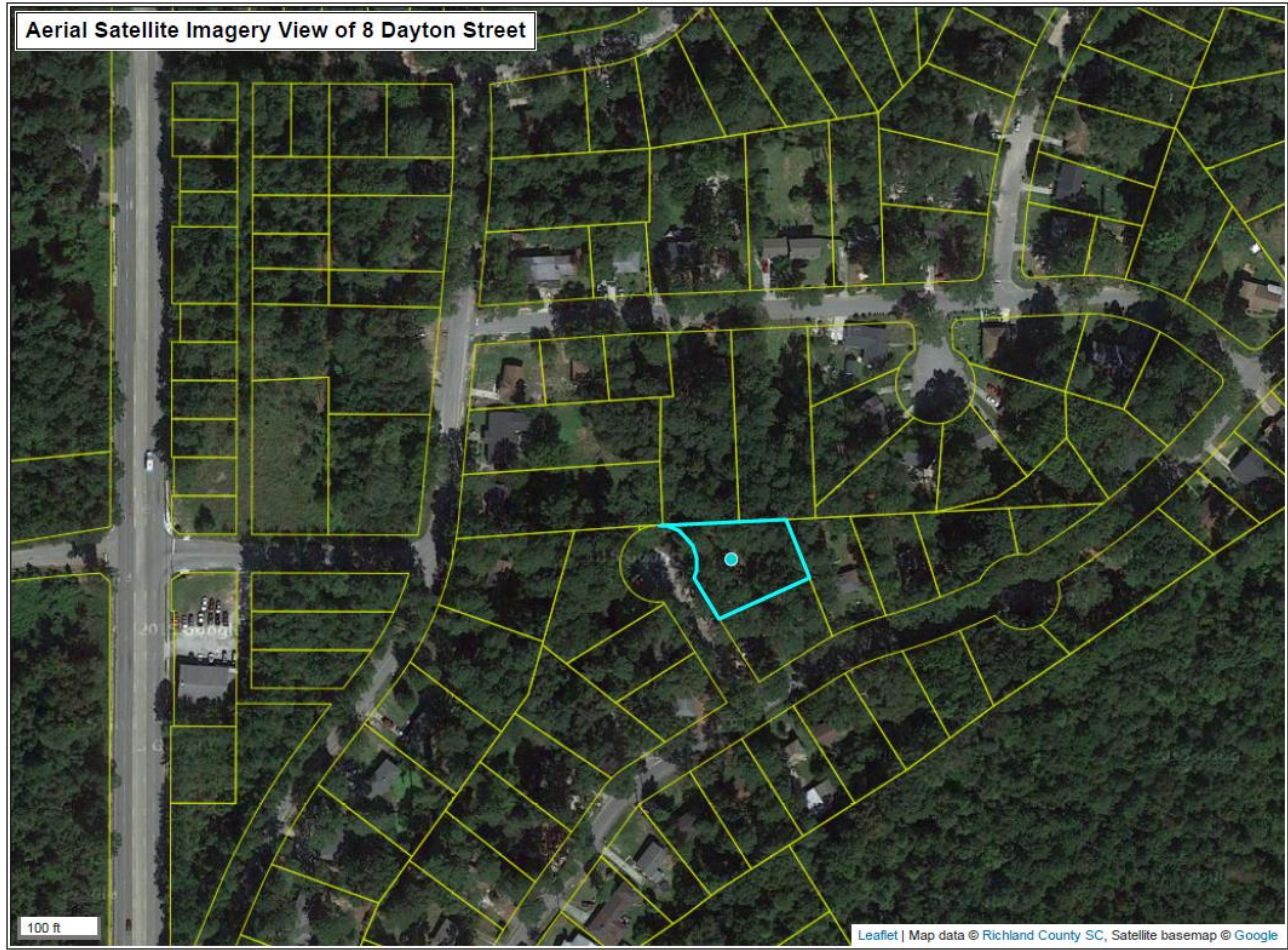 Aerial Satellite Imagery View of 8 Dayton Street
Google
100 ft
Leaflet | Map data © Richland County SC, Satellite basemap © Google